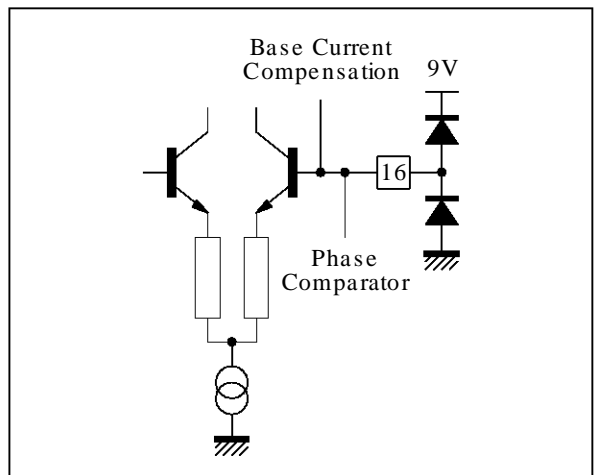 Base Current
Compensation
9V
16
Phase
Comparator